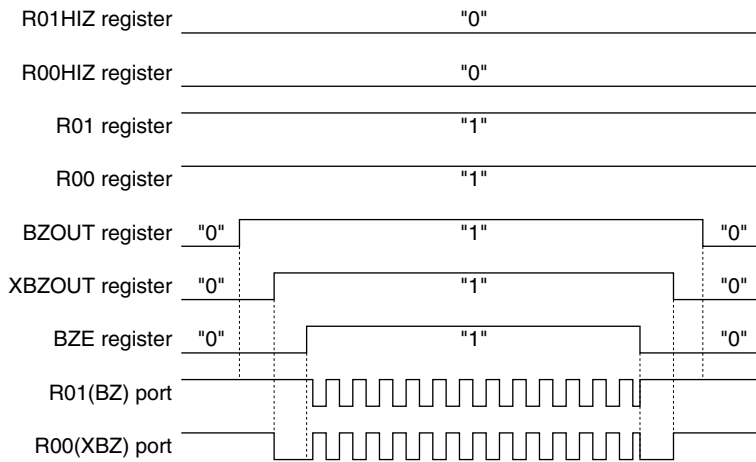 R01HIZ register "0"
R00HIZ register "0"
R01 register "1"
R00 register "1"
BZOUT register "0" "1" "0"
XBZOUT register "0" "1" "0"
BZE register "0" "1" "0"
R01(BZ) port
R00(XBZ) port